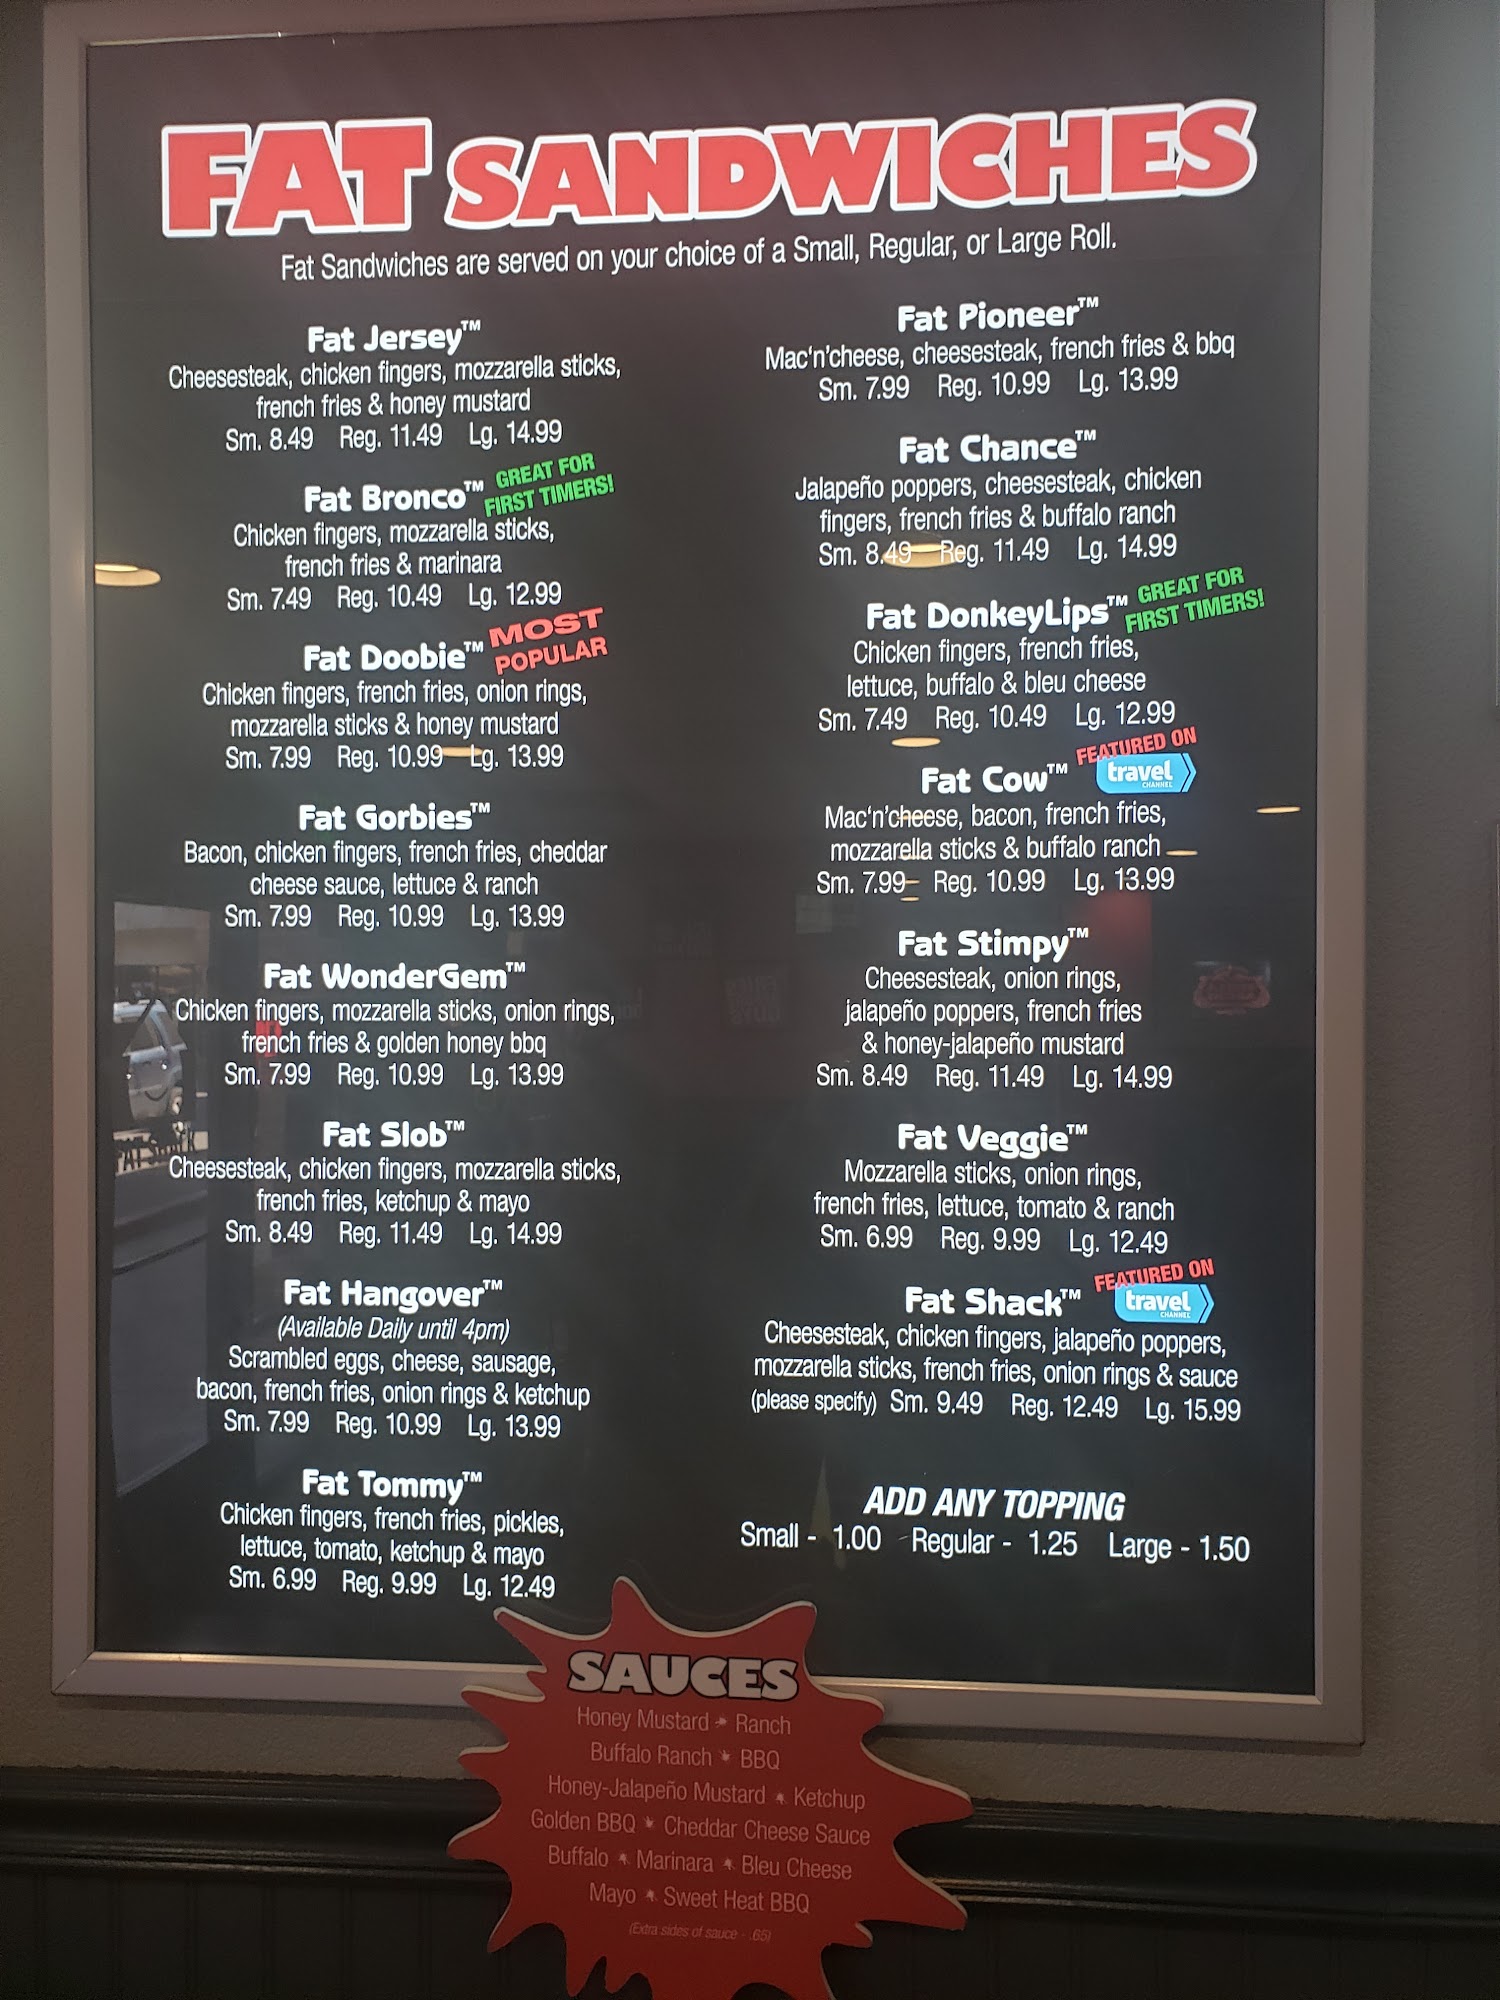 FAT SANDWICHES
Fat Sandwiches are served on your choice of a Small, Regular, or Large Roll.
Fat Jersey™
Cheesesteak, chicken fingers, mozzarella sticks,
french fries & honey mustard
Sm. 8.49 Reg. 11.49 Lg. 14.99
Fat Bronco™ GREAT FOR
FIRST TIMERS!
Chicken fingers, mozzarella sticks,
french fries & marinara
Sm. 7.49 Reg. 10.49 Lg. 12.99
Fat Doobie™ MOST
POPULAR
Chicken fingers, french fries, onion rings,
mozzarella sticks & honey mustard
Sm. 7.99 Reg. 10.99 Lg. 13.99
Fat Gorbies™
Bacon, chicken fingers, french fries, cheddar
cheese sauce, lettuce & ranch
Sm. 7.99 Reg. 10.99 Lg. 13.99
Fat WonderGem™
Chicken fingers, mozzarella sticks, onion rings,
french fries & golden honey bbq
Sm. 7.99 Reg. 10.99 Lg. 13.99
Fat Slob™
Cheesesteak, chicken fingers, mozzarella sticks,
french fries, ketchup & mayo
Sm. 8.49 Reg. 11.49 Lg. 14.99
Fat Hangover™
(Available Daily until 4pm)
Scrambled eggs, cheese, sausage,
bacon, french fries, onion rings & ketchup
Sm. 7.99 Reg. 10.99 Lg. 13.99
Fat Tommy™
Chicken fingers, french fries, pickles,
lettuce, tomato, ketchup & mayo
Sm. 6.99 Reg. 9.99 Lg. 12.49
Fat Pioneer™
Mac‘n’cheese, cheesesteak, french fries & bbq
Sm. 7.99 Reg. 10.99 Lg. 13.99
Fat Chance™
Jalapeño poppers, cheesesteak, chicken
fingers, french fries & buffalo ranch
Sm. 8.49 Reg. 11.49 Lg. 14.99
Fat DonkeyLips™ GREAT FOR
FIRST TIMERS!
Chicken fingers, french fries,
lettuce, buffalo & bleu cheese
Sm. 7.49 Reg. 10.49 Lg. 12.99
FEATURED ON
Fat Cow™ travel
CHANNEL
Mac‘n’cheese, bacon, french fries,
mozzarella sticks & buffalo ranch
Sm. 7.99 Reg. 10.99 Lg. 13.99
Fat Stimpy™
Cheesesteak, onion rings,
jalapeño poppers, french fries
& honey-jalapeño mustard
Sm. 8.49 Reg. 11.49 Lg. 14.99
Fat Veggie™
Mozzarella sticks, onion rings,
french fries, lettuce, tomato & ranch
Sm. 6.99 Reg. 9.99 Lg. 12.49
FEATURED ON
Fat Shack™ travel
CHANNEL
Cheesesteak, chicken fingers, jalapeño poppers,
mozzarella sticks, french fries, onion rings & sauce
(please specify) Sm. 9.49 Reg. 12.49 Lg. 15.99
ADD ANY TOPPING
Small - 1.00 Regular - 1.25 Large - 1.50
SAUCES
Honey Mustard * Ranch
Buffalo Ranch * BBQ
Honey-Jalapeño Mustard * Ketchup
Golden BBQ * Cheddar Cheese Sauce
Buffalo * Marinara * Bleu Cheese
Mayo * Sweet Heat BBQ
(Extra sides of sauce - .65)